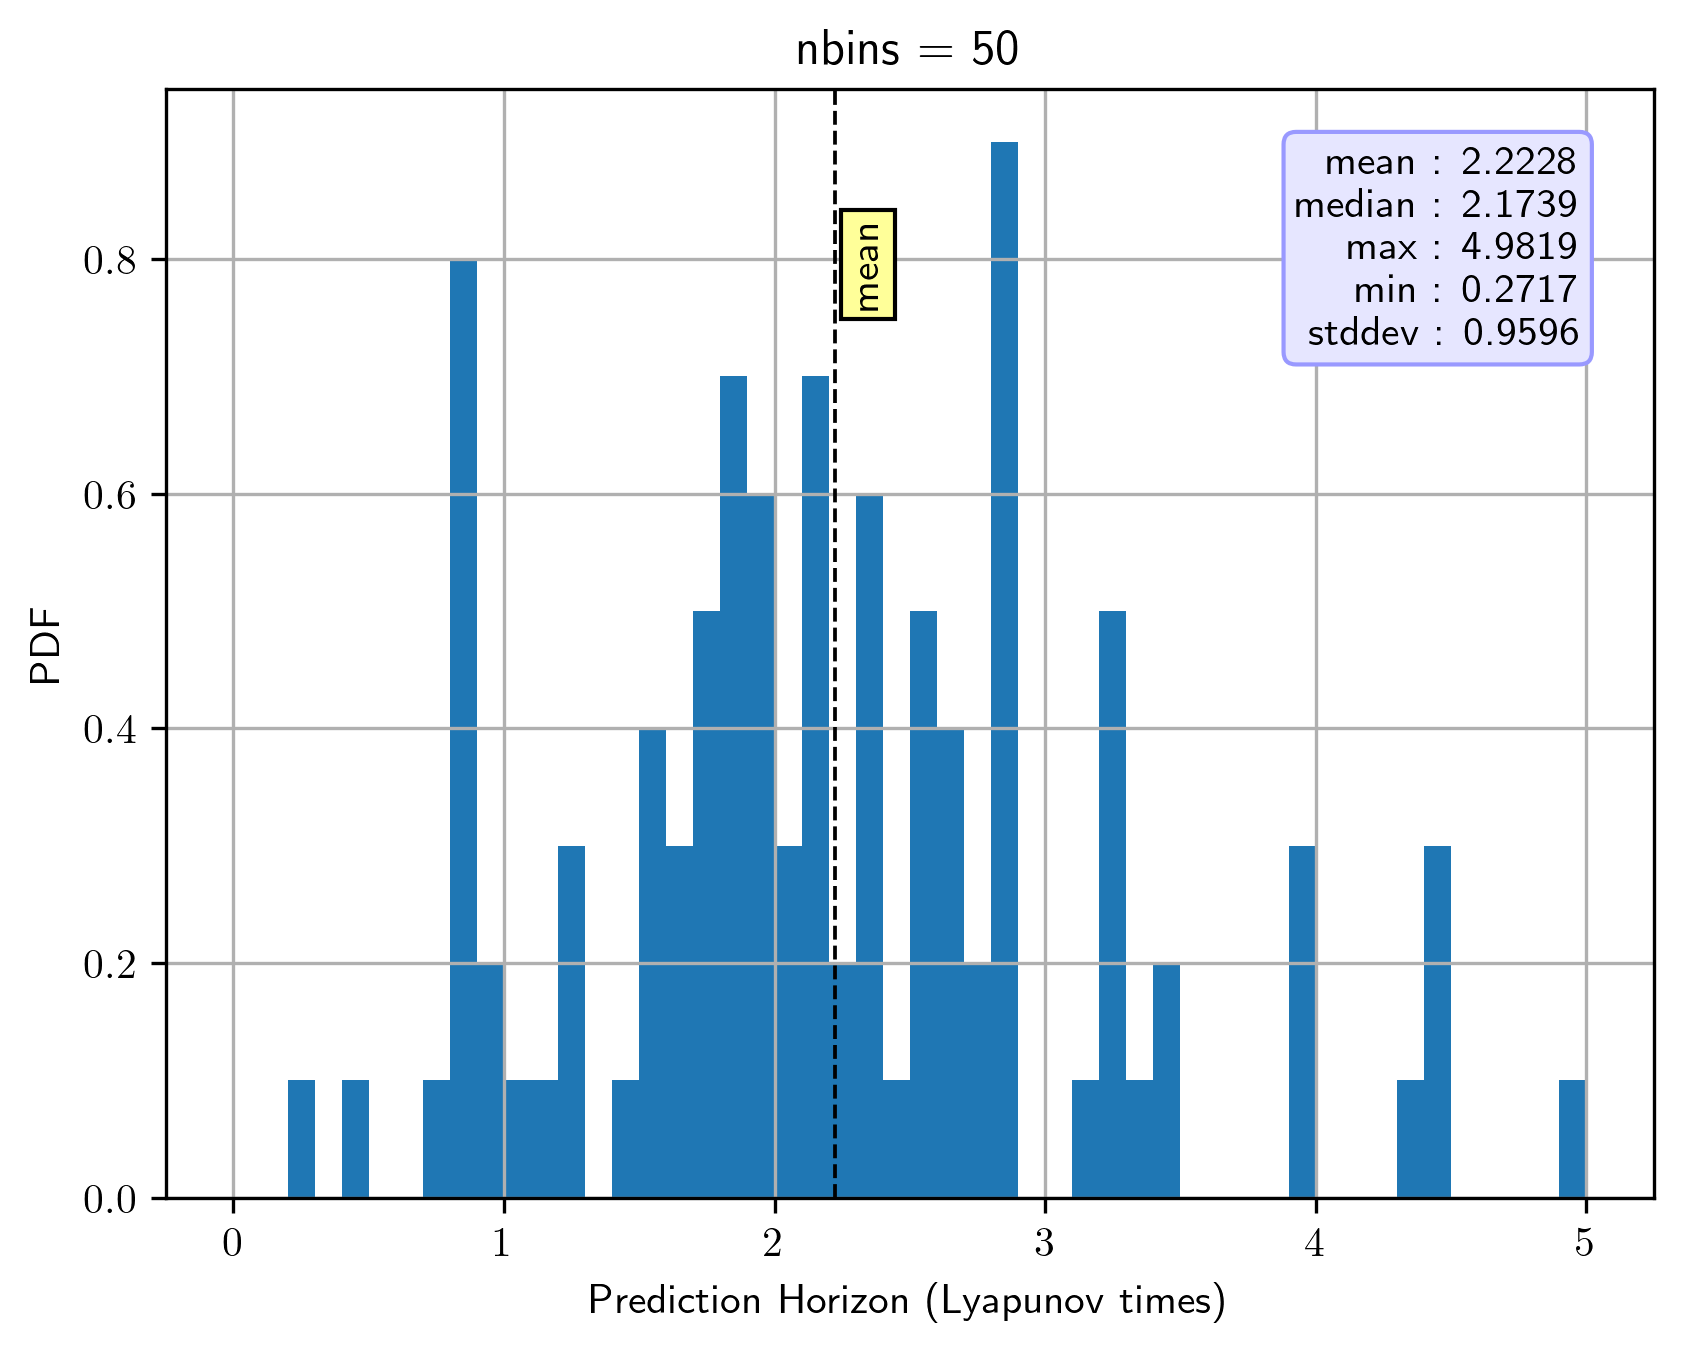 nbins = 50
mean : 2.2228
median : 2.1739
max : 4.9819
min : 0.2717
stddev : 0.9596
mean
PDF
0.8
0.6
0.4
0.2
0.0
0 1 2 3 4 5
Prediction Horizon (Lyapunov times)